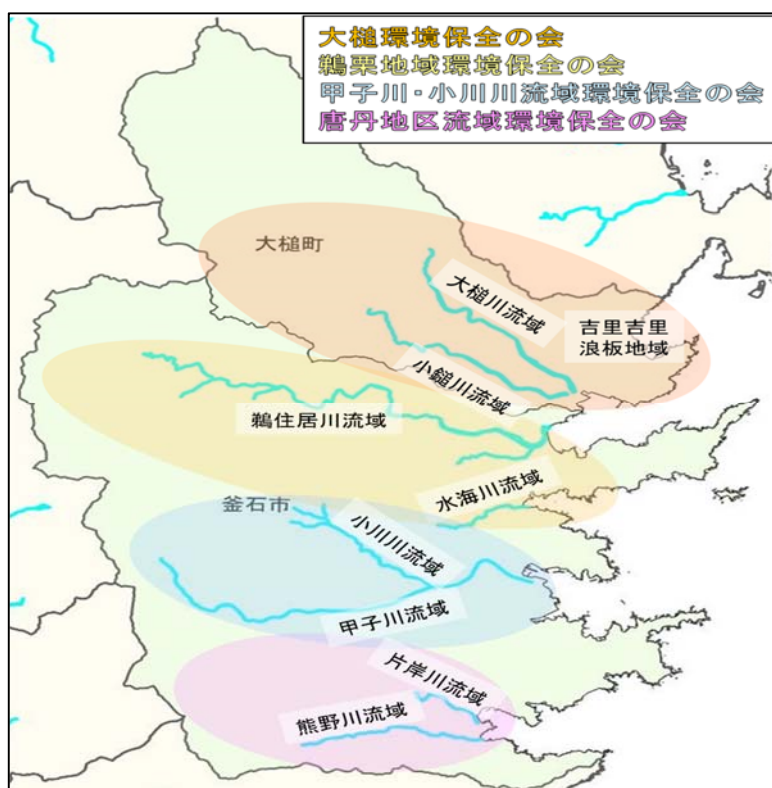 大槌環境保全の会
鵜栗地域環境保全の会
甲子川・小川川流域環境保全の会
唐丹地区流域環境保全の会
大槌町
大槌川流域
吉里吉里
浪板地域
小鎚川流域
鵜住居川流域
水海川流域
釜石市
小川川流域
甲子川流域
片岸川流域
熊野川流域